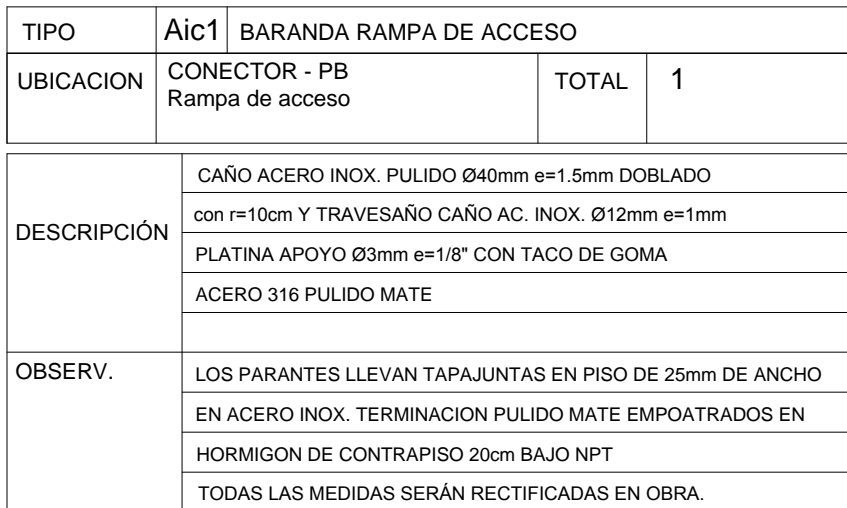 TIPO Aic1 BARANDA RAMPA DE ACCESO
UBICACION CONECTOR - PB TOTAL 1
Rampa de acceso
DESCRIPCIÓN
CAÑO ACERO INOX. PULIDO Ø40mm e=1.5mm DOBLADO
con r=10cm Y TRAVESAÑO CAÑO AC. INOX. Ø12mm e=1mm
PLATINA APOYO Ø3mm e=1/8" CON TACO DE GOMA
ACERO 316 PULIDO MATE
OBSERV.
LOS PARANTES LLEVAN TAPAJUNTAS EN PISO DE 25mm DE ANCHO
EN ACERO INOX. TERMINACION PULIDO MATE EMPOATRADOS EN
HORMIGON DE CONTRAPISO 20cm BAJO NPT
TODAS LAS MEDIDAS SERÁN RECTIFICADAS EN OBRA.